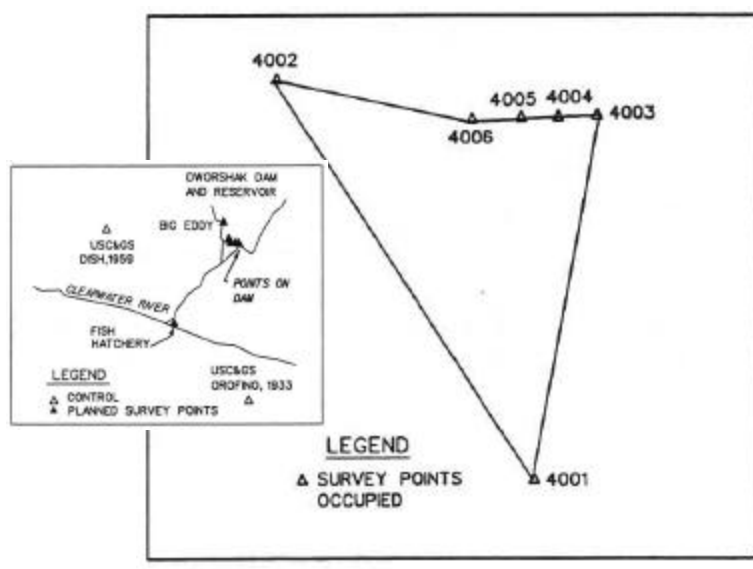 4002
4005
4004
4003
4006
DWORSHAK DAM
AND RESERVOIR
BIG EDDY
USC&GS
DISH, 1959
POINTS ON
DAM
CLEARWATER RIVER
FISH
HATCHERY
USC&GS
OROFINO, 1933
LEGEND
△ CONTROL
▲ PLANNED SURVEY POINTS
LEGEND
△ SURVEY POINTS
OCCUPIED
4001